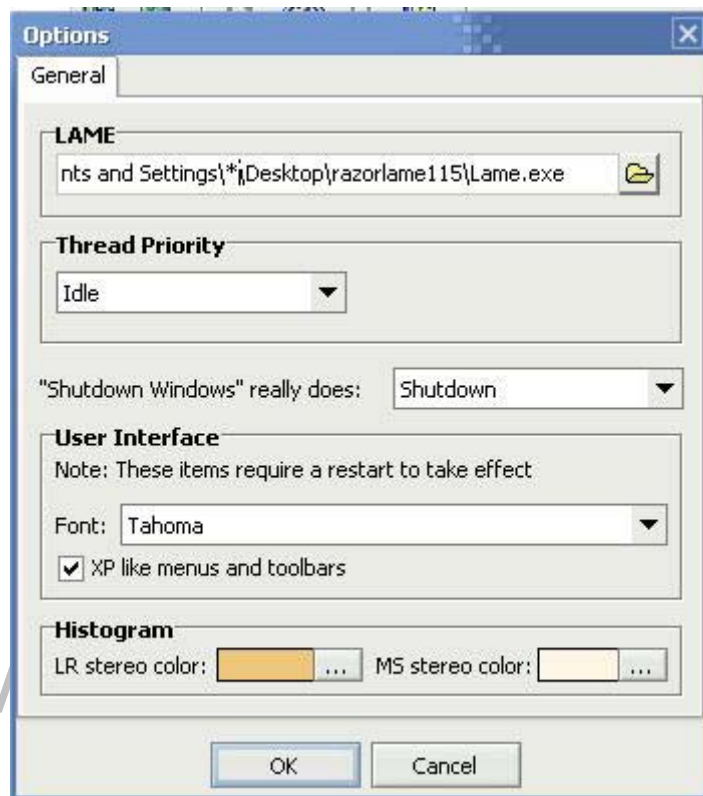 Options
General
LAME
nts and Settings\*\Desktop\razorlame115\Lame.exe
Thread Priority
Idle
"Shutdown Windows" really does: Shutdown
User Interface
Note: These items require a restart to take effect
Font: Tahoma
XP like menus and toolbars
Histogram
LR stereo color: ... MS stereo color: ...
OK Cancel